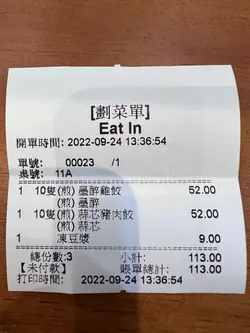 [劃菜單]
Eat In
開單時間: 2022-09-24 13:36:54
單號: 00023 /1
桌號: 11A
1 10隻(煎) 墨醉雞餃 52.00
(煎) 墨醉
1 10隻(煎) 蒜芯豬肉餃 52.00
(煎) 蒜芯
1 凍豆漿 9.00
總份數:3 小計: 113.00
【未付款】 賬單總計: 113.00
打印時間: 2022-09-24 13:36:54